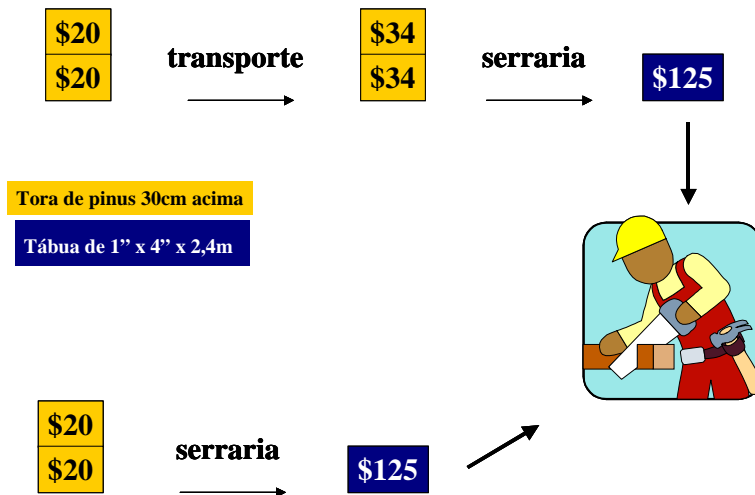 $20
$20
transporte
$34
$34
serraria
$125
Tora de pinus 30cm acima
Tábua de 1” x 4” x 2,4m
$20
$20
serraria
$125